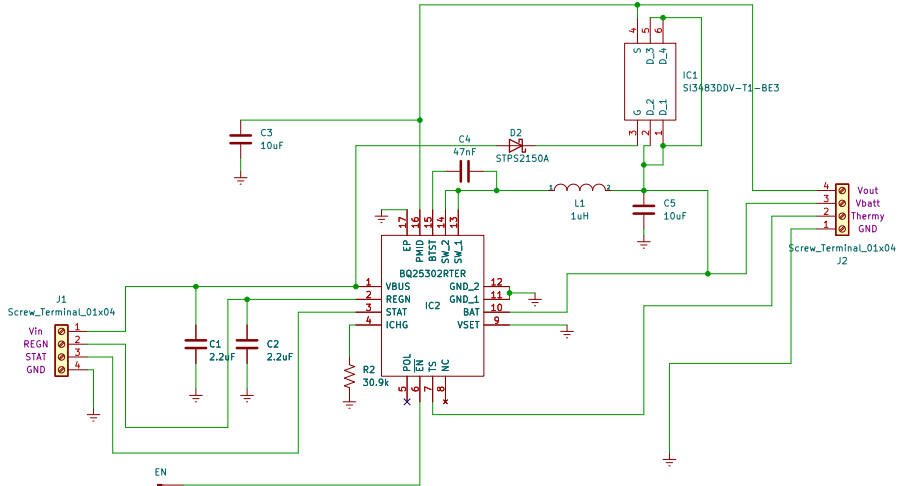 4
5
6
S
D_3
D_4
IC1
SI3483DDV-T1-BE3
G
D_2
D_1
3
2
1
C3
10uF
C4
47nF
D2
STPS2150A
1
2
L1
1uH
C5
10uF
4
Vout
3
Vbatt
2
Thermy
1
GND
Screw_Terminal_01x04
J2
17
16
15
14
13
EP
PMID
BTST
SW_2
SW_1
BQ25302RTER
IC2
1
VBUS
2
REGN
3
STAT
4
ICHG
GND_2
12
GND_1
11
BAT
10
VSET
9
POL
EN
TS
NC
5
6
7
8
J1
Screw_Terminal_01x04
Vin
1
REGN
2
STAT
3
GND
4
C1
2.2uF
C2
2.2uF
R2
30.9k
EN